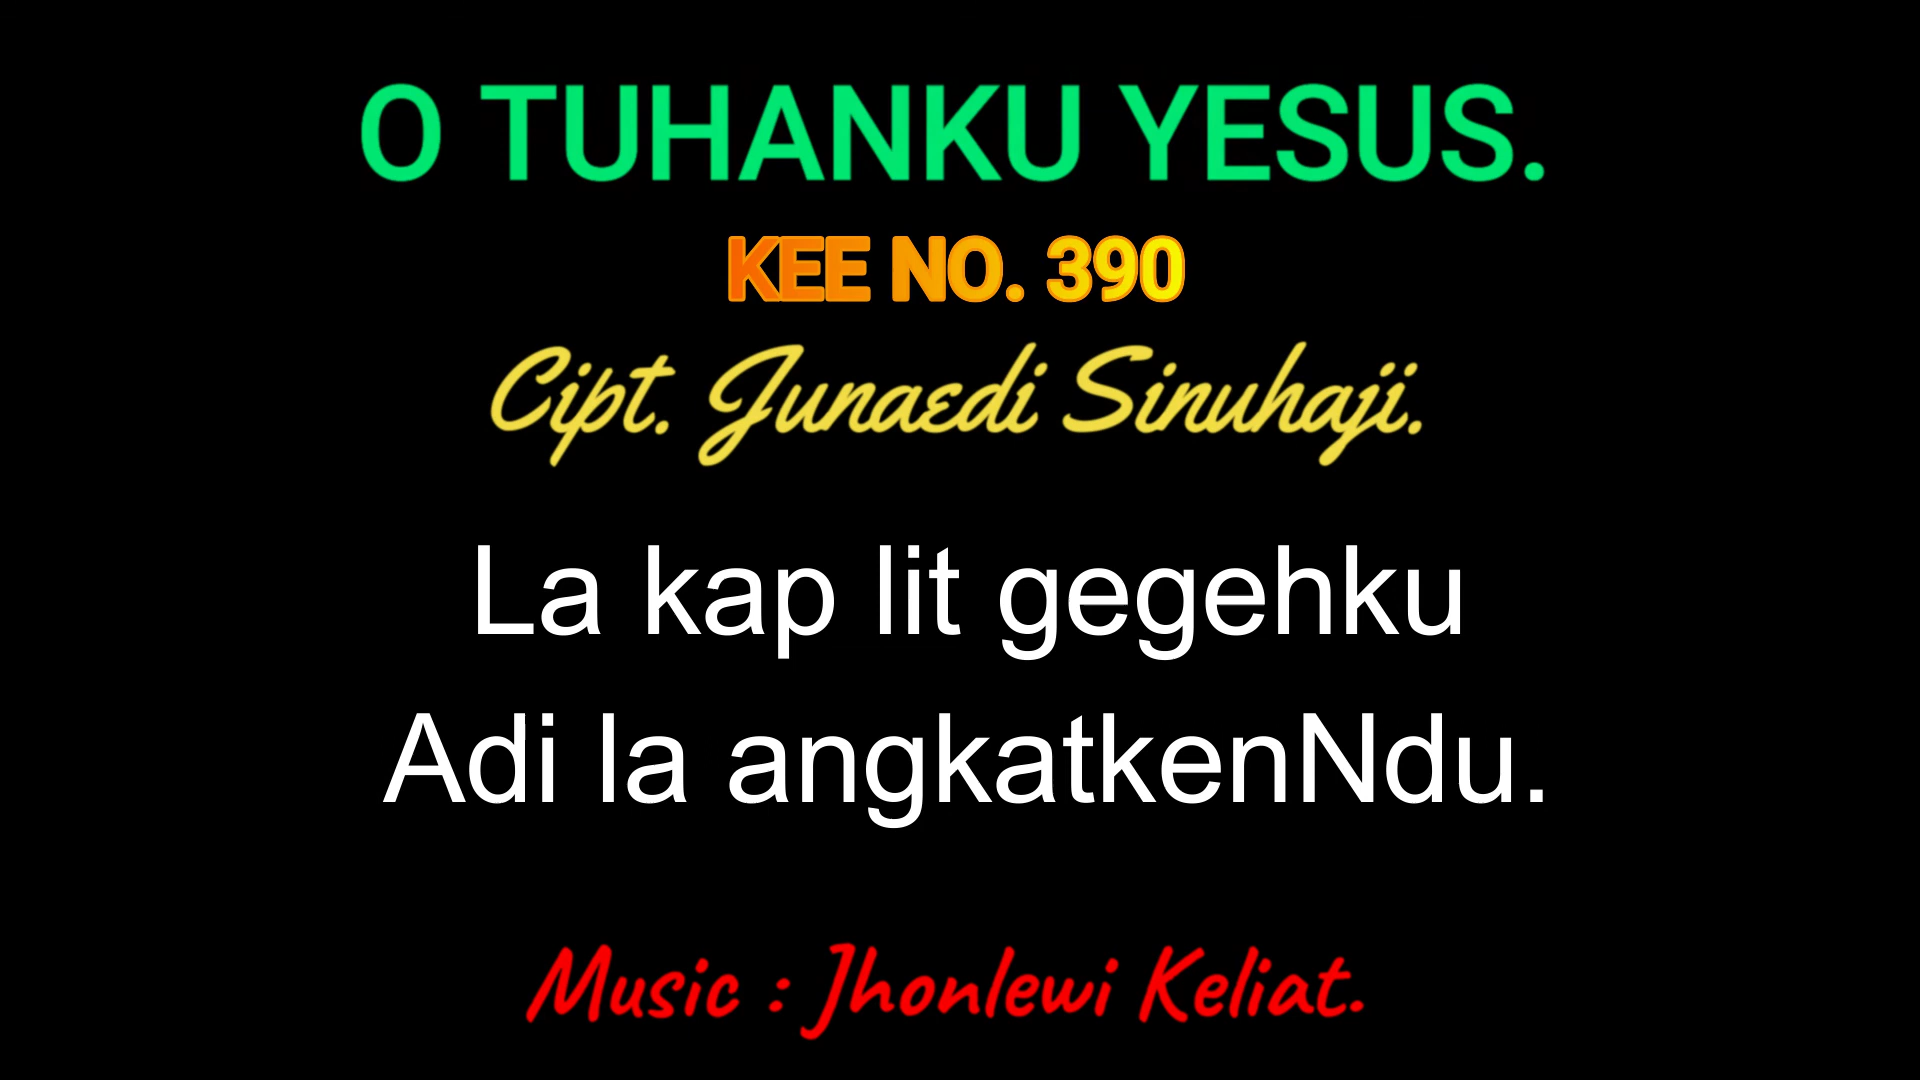 O TUHANKU YESUS.
KEE NO. 390
Cipt. Junaedi Sinuhaji.
La kap lit gegehku
Adi la angkatkenNdu.
Music : Jhonlewi Keliat.